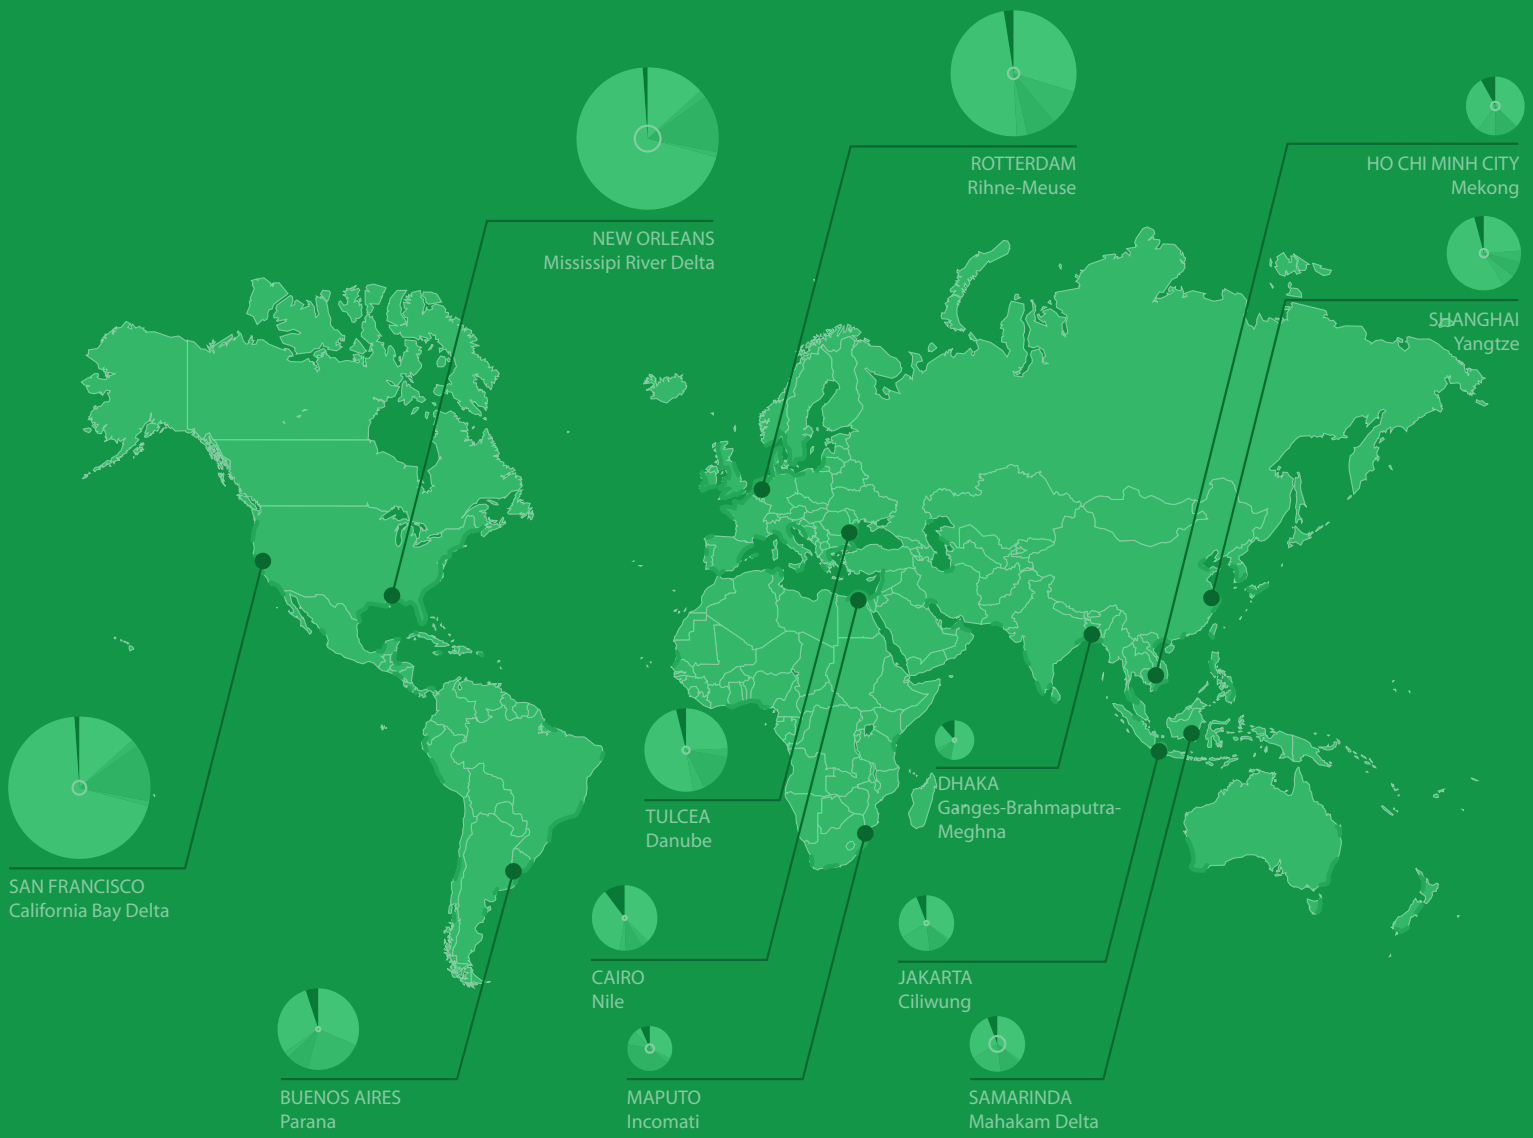 ROTTERDAM
Rihne-Meuse
HO CHI MINH CITY
Mekong
NEW ORLEANS
Mississipi River Delta
SHANGHAI
Yangtze
DHAKA
Ganges-Brahmaputra-
Meghna
TULCEA
Danube
SAN FRANCISCO
California Bay Delta
CAIRO
Nile
JAKARTA
Ciliwung
BUENOS AIRES
Parana
MAPUTO
Incomati
SAMARINDA
Mahakam Delta